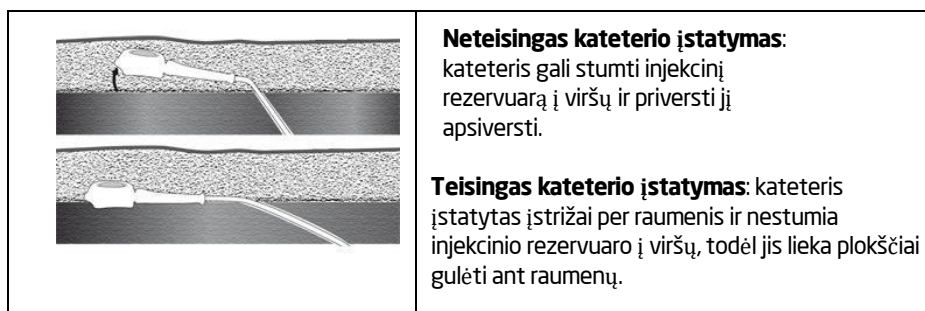 Neteisingas kateterio įstatymas:
kateteris gali stumti injekcinį
rezervuarą į viršų ir priversti jį
apsiversti.
Teisingas kateterio įstatymas: kateteris
įstatytas įstrižai per raumenis ir nestumia
injekcinio rezervuaro į viršų, todėl jis lieka plokščiai
gulėti ant raumenų.